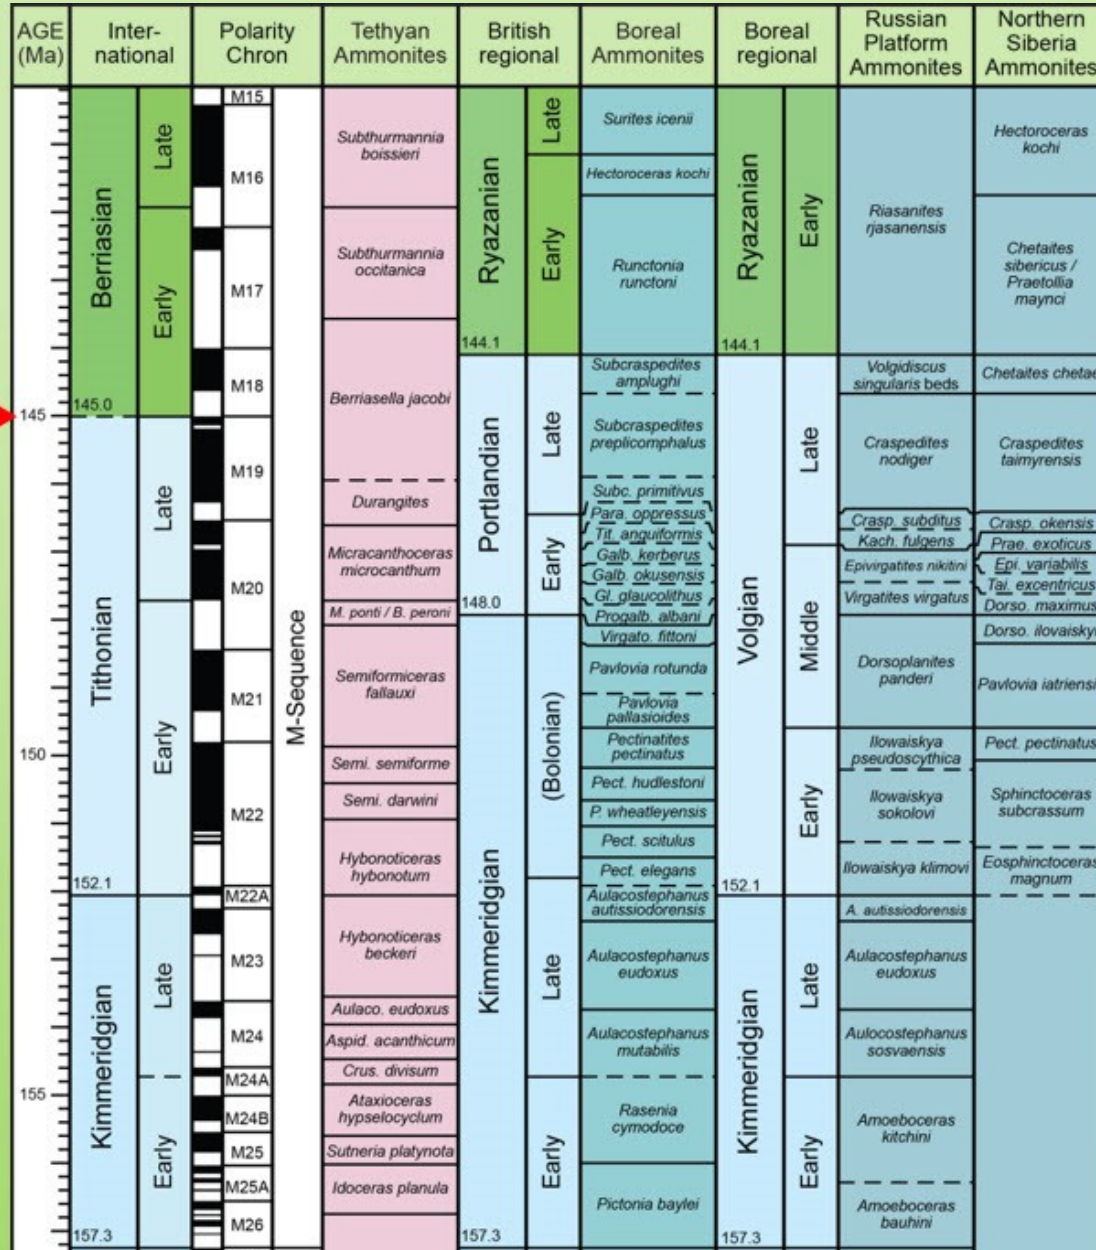 AGE
(Ma)
Inter-
national
Polarity
Chron
Tethyan
Ammonites
British
regional
Boreal
Ammonites
Boreal
regional
Russian
Platform
Ammonites
Northern
Siberia
Ammonites
145
150
155
Berriasian
145.0
Tithonian
152.1
Kimmeridgian
157.3
Late
Early
Late
Early
Late
Early
M15
M16
M17
M18
M19
M20
M21
M22
M22A
M23
M24
M24A
M24B
M25
M25A
M26
M-Sequence
Subthurmannia
boissieri
Subthurmannia
occitanica
Berriasella jacobi
Durangites
Micracanthoceras
microcanthum
M. ponti / B. peroni
Semiformiceras
fallauxi
Semi. semiforme
Semi. darwini
Hybonoticeras
hybonotum
Hybonoticeras
beckeri
Aulaco. eudoxus
Aspid. acanthicum
Crus. divisum
Ataxioceras
hypselocyclum
Sutneria platynota
Idoceras planula
Ryazanian
144.1
Portlandian
148.0
Kimmeridgian
157.3
Late
Early
Late
Early
(Bolonian)
Late
Early
Surites icenii
Hectoroceras kochi
Runctonia
runctoni
Subcraspedites
amplughi
Subcraspedites
preplicomphalus
Subc. primitivus
Para. oppressus
Tit. anguiformis
Galb. kerberus
Galb. okusensis
Gl. glaucolithus
Progalb. albani
Virgato. fittoni
Pavlovia rotunda
Pavlovia
pallasioides
Pectinatites
pectinatus
Pect. hudlestoni
P. wheatleyensis
Pect. scitulus
Pect. elegans
Aulacostephanus
autissiodorensis
Aulacostephanus
eudoxus
Aulacostephanus
mutabilis
Rasenia
cymodoce
Pictonia baylei
Ryazanian
144.1
Volgian
152.1
Kimmeridgian
157.3
Early
Late
Middle
Early
Late
Early
Riasanites
rjasanensis
Volgidiscus
singularis beds
Craspedites
nodiger
Crasp. subditus
Kach. fulgens
Epivirgatites nikitini
Virgatites virgatus
Dorsoplanites
panderi
Ilowaiskya
pseudoscythica
Ilowaiskya
sokolovi
Ilowaiskya klimovi
A. autissiodorensis
Aulacostephanus
eudoxus
Aulocostephanus
sosvaensis
Amoeboceras
kitchini
Amoeboceras
bauhini
Hectoroceras
kochi
Chetaites
sibericus /
Praetollia
maynci
Chetaites chetae
Craspedites
taimyrensis
Crasp. okensis
Prae. exoticus
Epi. variabilis
Tai. excentricus
Dorso. maximus
Dorso. ilovaisky
Pavlovia iatriensis
Pect. pectinatus
Sphinctoceras
subcrassum
Eosphinctoceras
magnum